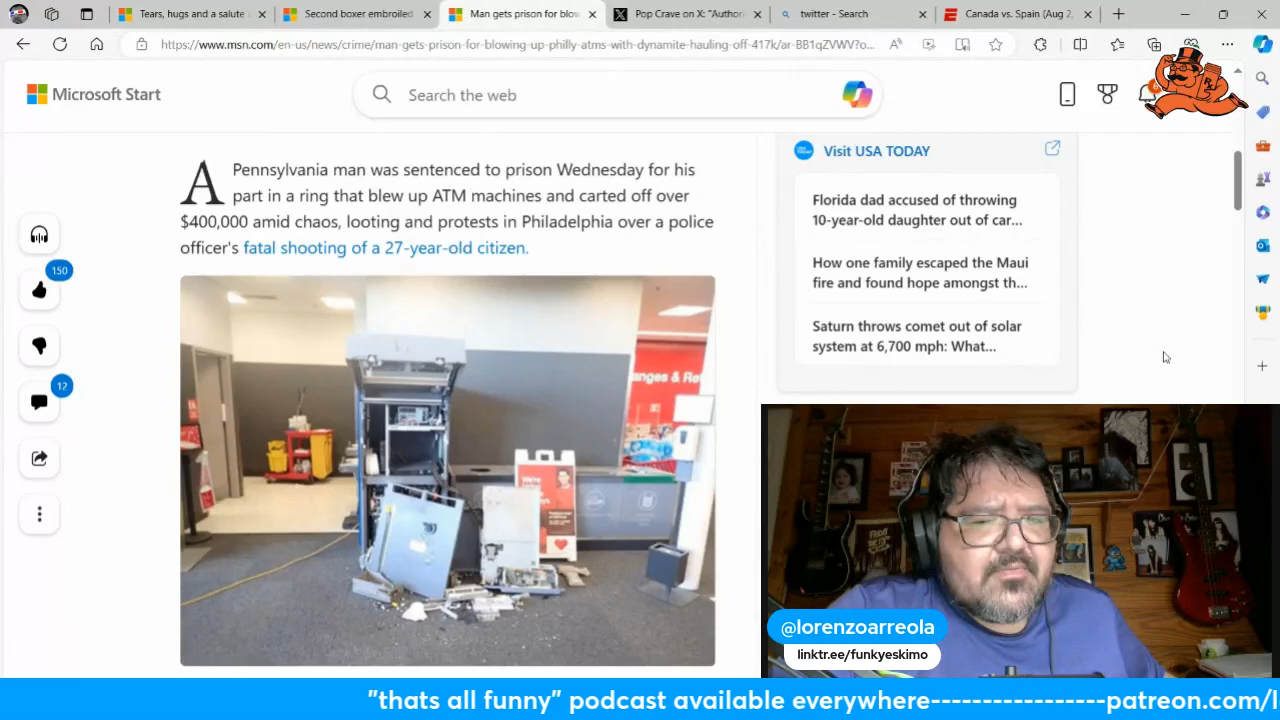 Tears, hugs and a salute
Second boxer embroiled
Man gets prison for blow
Pop Crave on X: "Authori
twitter - Search
Canada vs. Spain (Aug 2,
https://www.msn.com/en-us/news/crime/man-gets-prison-for-blowing-up-philly-atms-with-dynamite-hauling-off-417k/ar-BB1qZVWV?o...
Microsoft Start
Search the web
A Pennsylvania man was sentenced to prison Wednesday for his
part in a ring that blew up ATM machines and carted off over
$400,000 amid chaos, looting and protests in Philadelphia over a police
officer's fatal shooting of a 27-year-old citizen.
150
12
Visit USA TODAY
Florida dad accused of throwing
10-year-old daughter out of car...
How one family escaped the Maui
fire and found hope amongst th...
Saturn throws comet out of solar
system at 6,700 mph: What...
anges & Re
@lorenzoarreola
linktr.ee/funkyeskimo
"thats all funny" podcast available everywhere-----------------patreon.com/l